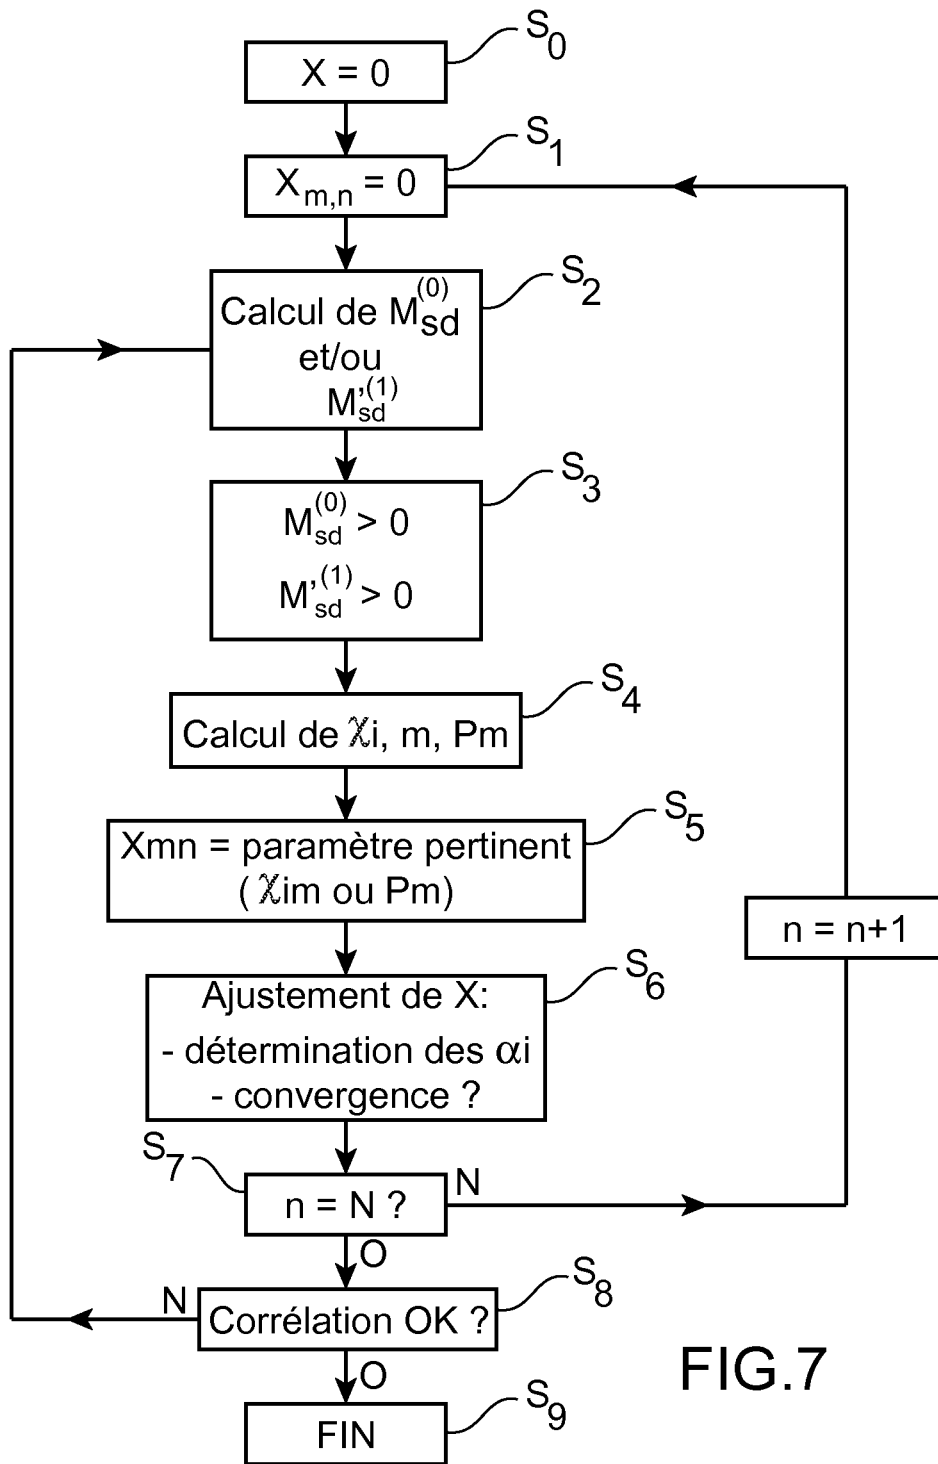 S0
X = 0
S1
Xm,n = 0
S2
Calcul de Msd(0)
et/ou
M'sd(1)
S3
Msd(0) > 0
M'sd(1) > 0
S4
Calcul de χi, m, Pm
S5
Xmn = paramètre pertinent
( χim ou Pm)
n = n+1
S6
Ajustement de X:
- détermination des αi
- convergence ?
S7
n = N ?
N
O
S8
N
Corrélation OK ?
O
S9
FIN
FIG.7